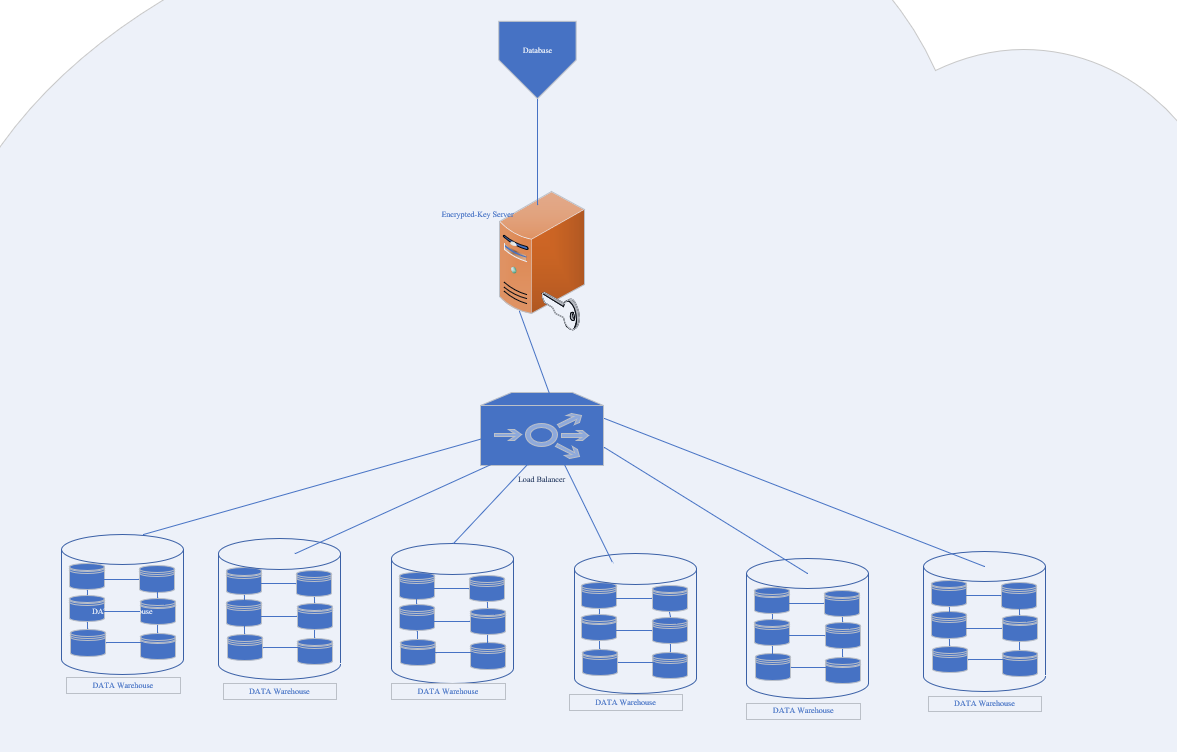 Database
Encrypted-Key Server
Load Balancer
DATA Warehouse
DATA Warehouse
DATA Warehouse
DATA Warehouse
DATA Warehouse
DATA Warehouse